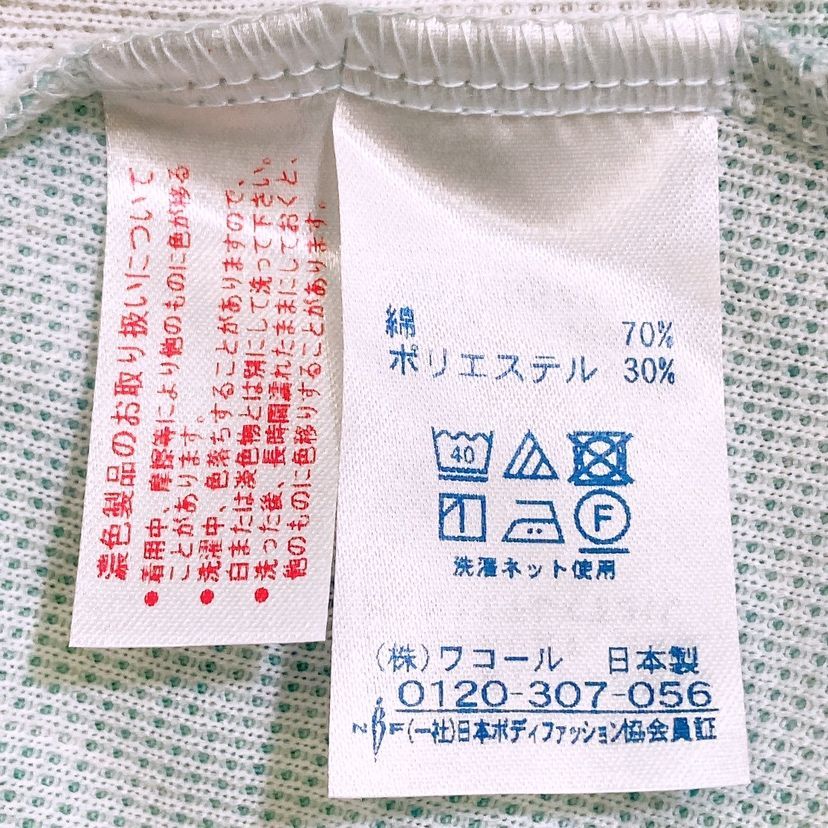 濃色製品のお取り扱いについて
●着用中、摩擦等により他のものに色が移る
ことがあります。
●洗濯中、色落ちすることがありますので、
白または淡色物とは別にして洗って下さい。
●洗った後、長時間濡れたままにしておくと、
他のものに色移りすることがあります。
綿 70%
ポリエステル 30%
40
F
洗濯ネット使用
(株)ワコール 日本製
0120-307-056
NBF(一社)日本ボディファッション協会員証